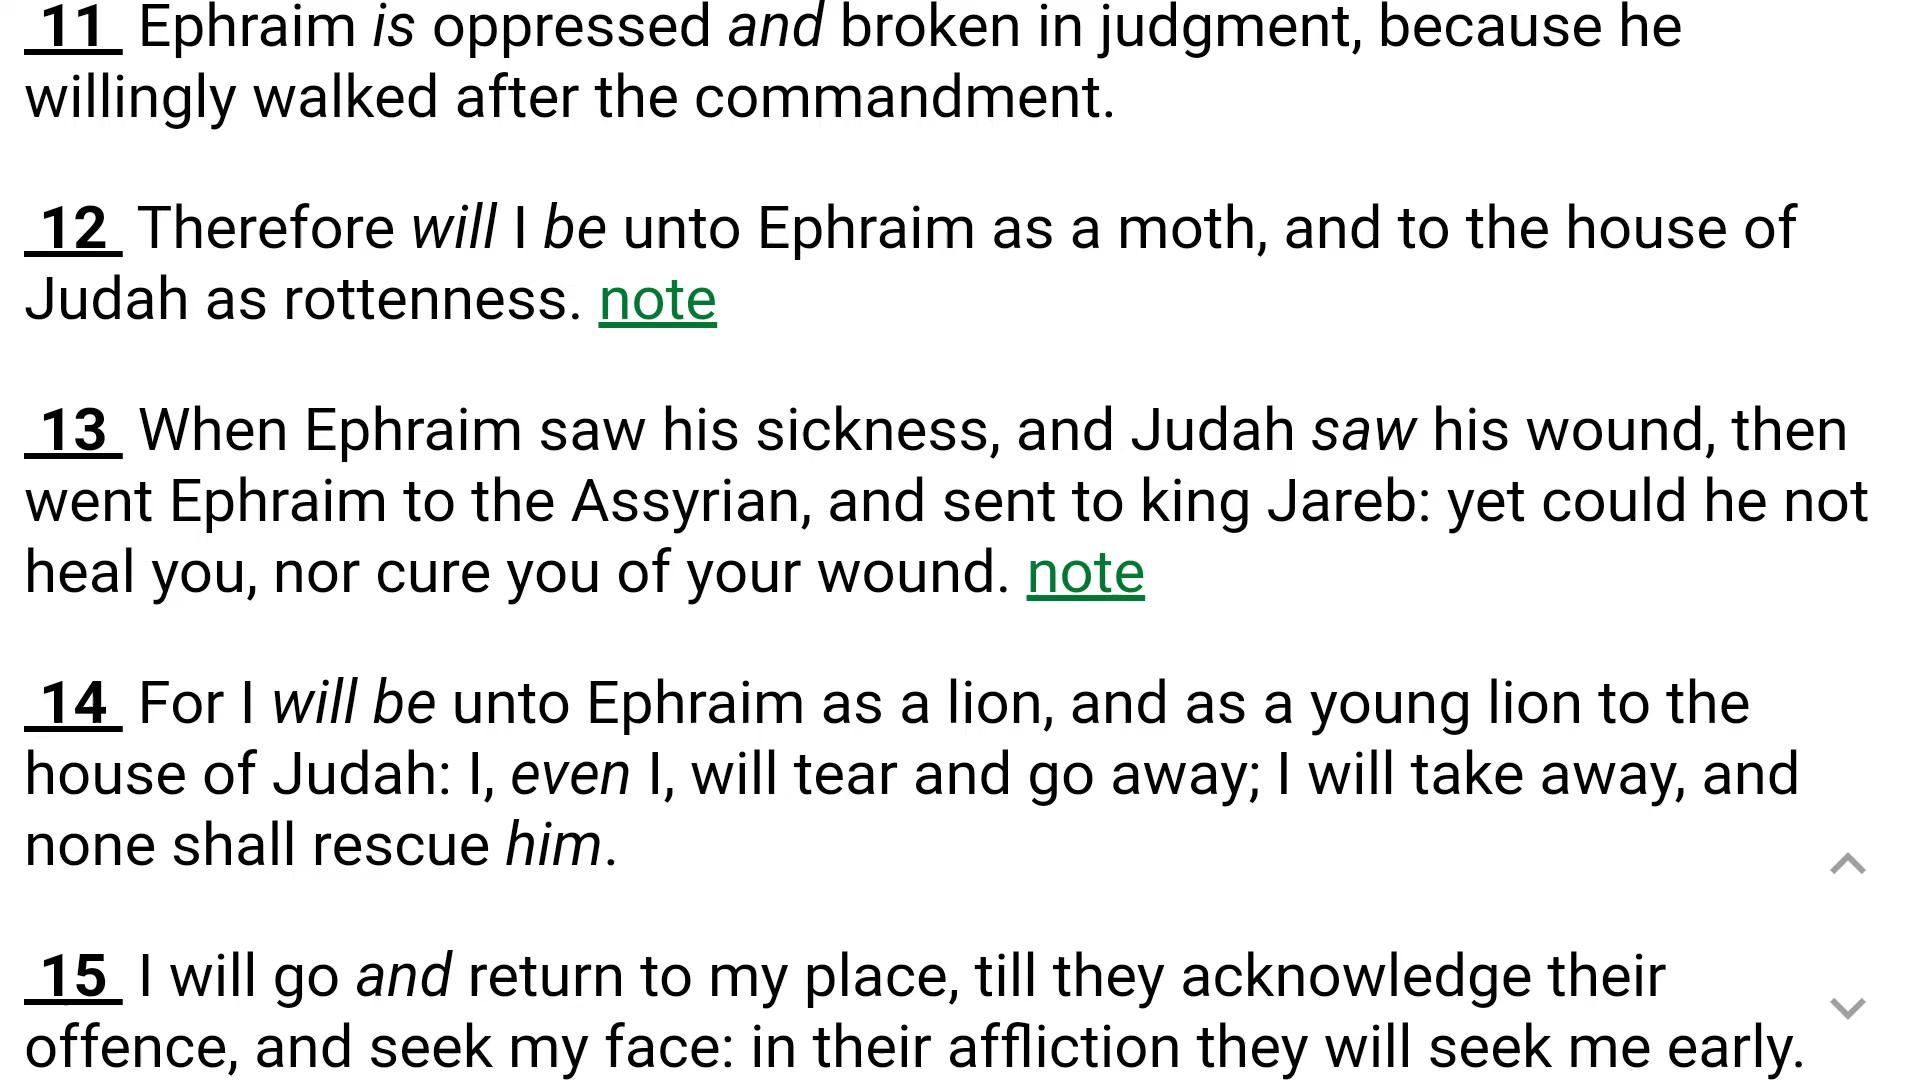 11 Ephraim is oppressed and broken in judgment, because he
willingly walked after the commandment.
12 Therefore will I be unto Ephraim as a moth, and to the house of
Judah as rottenness. note
13 When Ephraim saw his sickness, and Judah saw his wound, then
went Ephraim to the Assyrian, and sent to king Jareb: yet could he not
heal you, nor cure you of your wound. note
14 For I will be unto Ephraim as a lion, and as a young lion to the
house of Judah: I, even I, will tear and go away; I will take away, and
none shall rescue him.
15 I will go and return to my place, till they acknowledge their
offence, and seek my face: in their affliction they will seek me early.